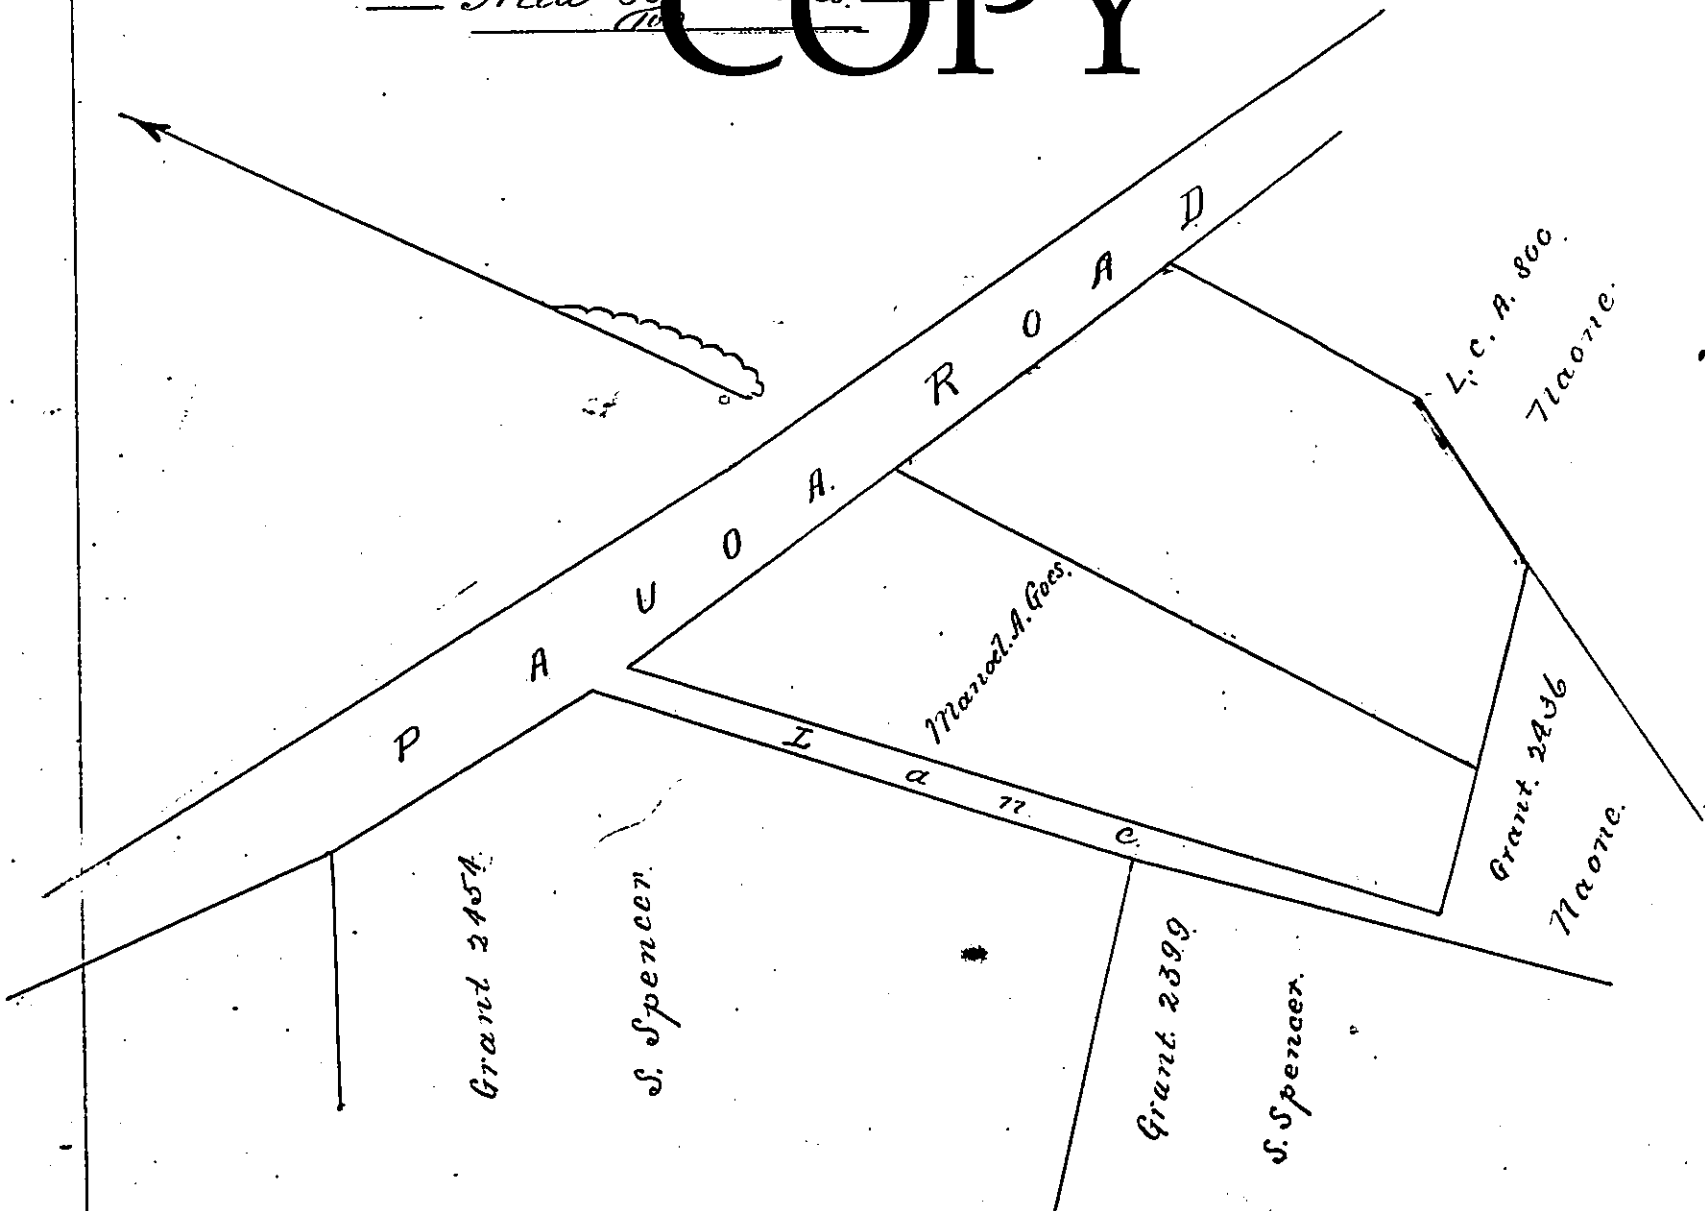 COPY
PAUOA. ROAD
L. C. A. 800.
Naone.
Manoel. A. Goes.
Lane.
Grant. 2436
Naone.
Grant 2454.
S. Spencer.
Grant. 2399.
S. Spencer.